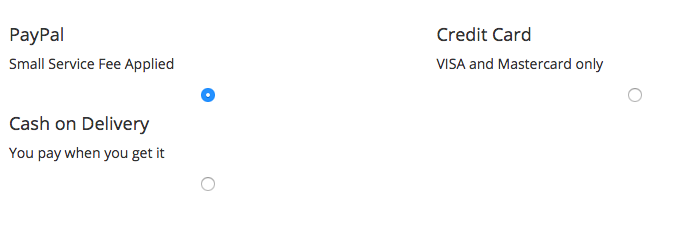 PayPal
Small Service Fee Applied
Credit Card
VISA and Mastercard only
Cash on Delivery
You pay when you get it